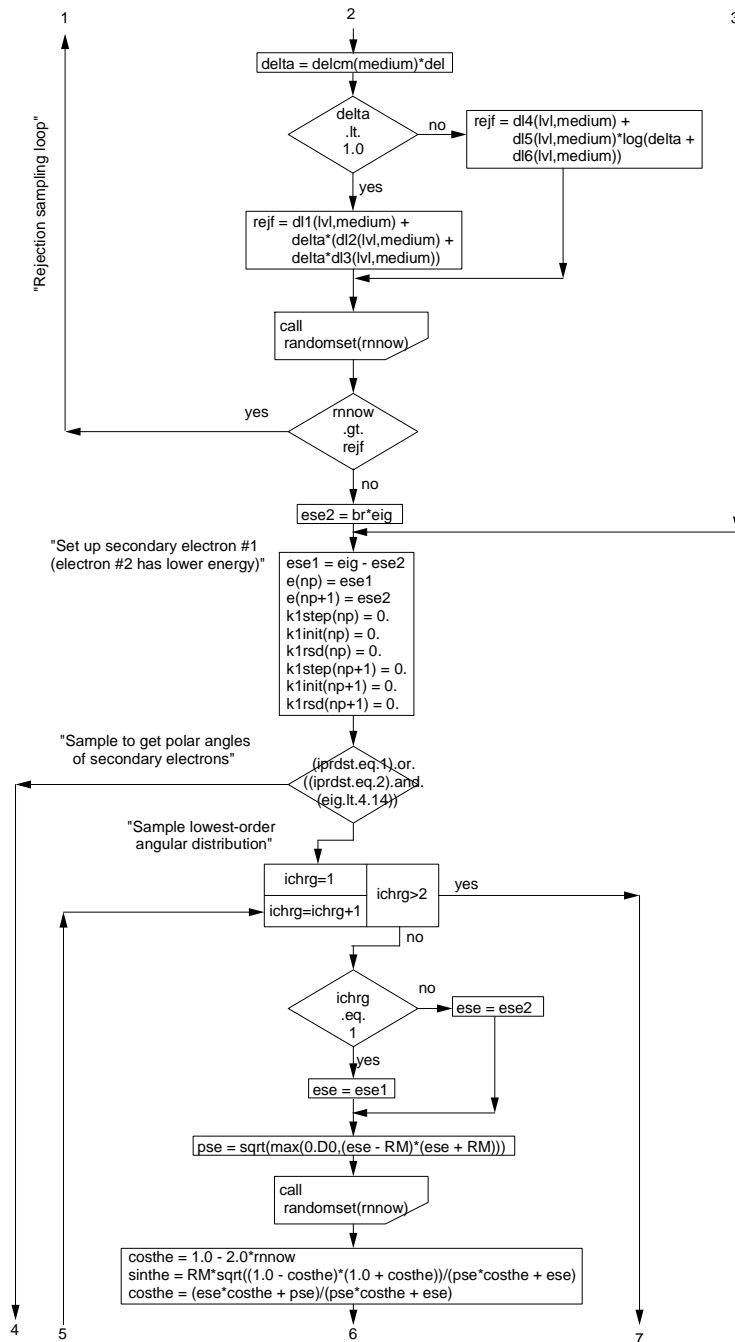 1
2
3
delta = delcm(medium)*del
delta
.lt.
1.0
no
rejf = dl4(lvl,medium) +
dl5(lvl,medium)*log(delta +
dl6(lvl,medium))
yes
rejf = dl1(lvl,medium) +
delta*(dl2(lvl,medium) +
delta*dl3(lvl,medium))
"Rejection sampling loop"
call
randomset(rnnow)
yes
rnnow
.gt.
rejf
no
ese2 = br*eig
"Set up secondary electron #1
(electron #2 has lower energy)"
ese1 = eig - ese2
e(np) = ese1
e(np+1) = ese2
k1step(np) = 0.
k1init(np) = 0.
k1rsd(np) = 0.
k1step(np+1) = 0.
k1init(np+1) = 0.
k1rsd(np+1) = 0.
"Sample to get polar angles
of secondary electrons"
(iprdst.eq.1).or.
((iprdst.eq.2).and.
(eig.lt.4.14))
"Sample lowest-order
angular distribution"
ichrg=1
ichrg=ichrg+1
ichrg>2
yes
no
ichrg
.eq.
1
no
ese = ese2
yes
ese = ese1
pse = sqrt(max(0.D0,(ese - RM)*(ese + RM)))
call
randomset(rnnow)
costhe = 1.0 - 2.0*rnnow
sinthe = RM*sqrt((1.0 - costhe)*(1.0 + costhe))/(pse*costhe + ese)
costhe = (ese*costhe + pse)/(pse*costhe + ese)
4
5
6
7